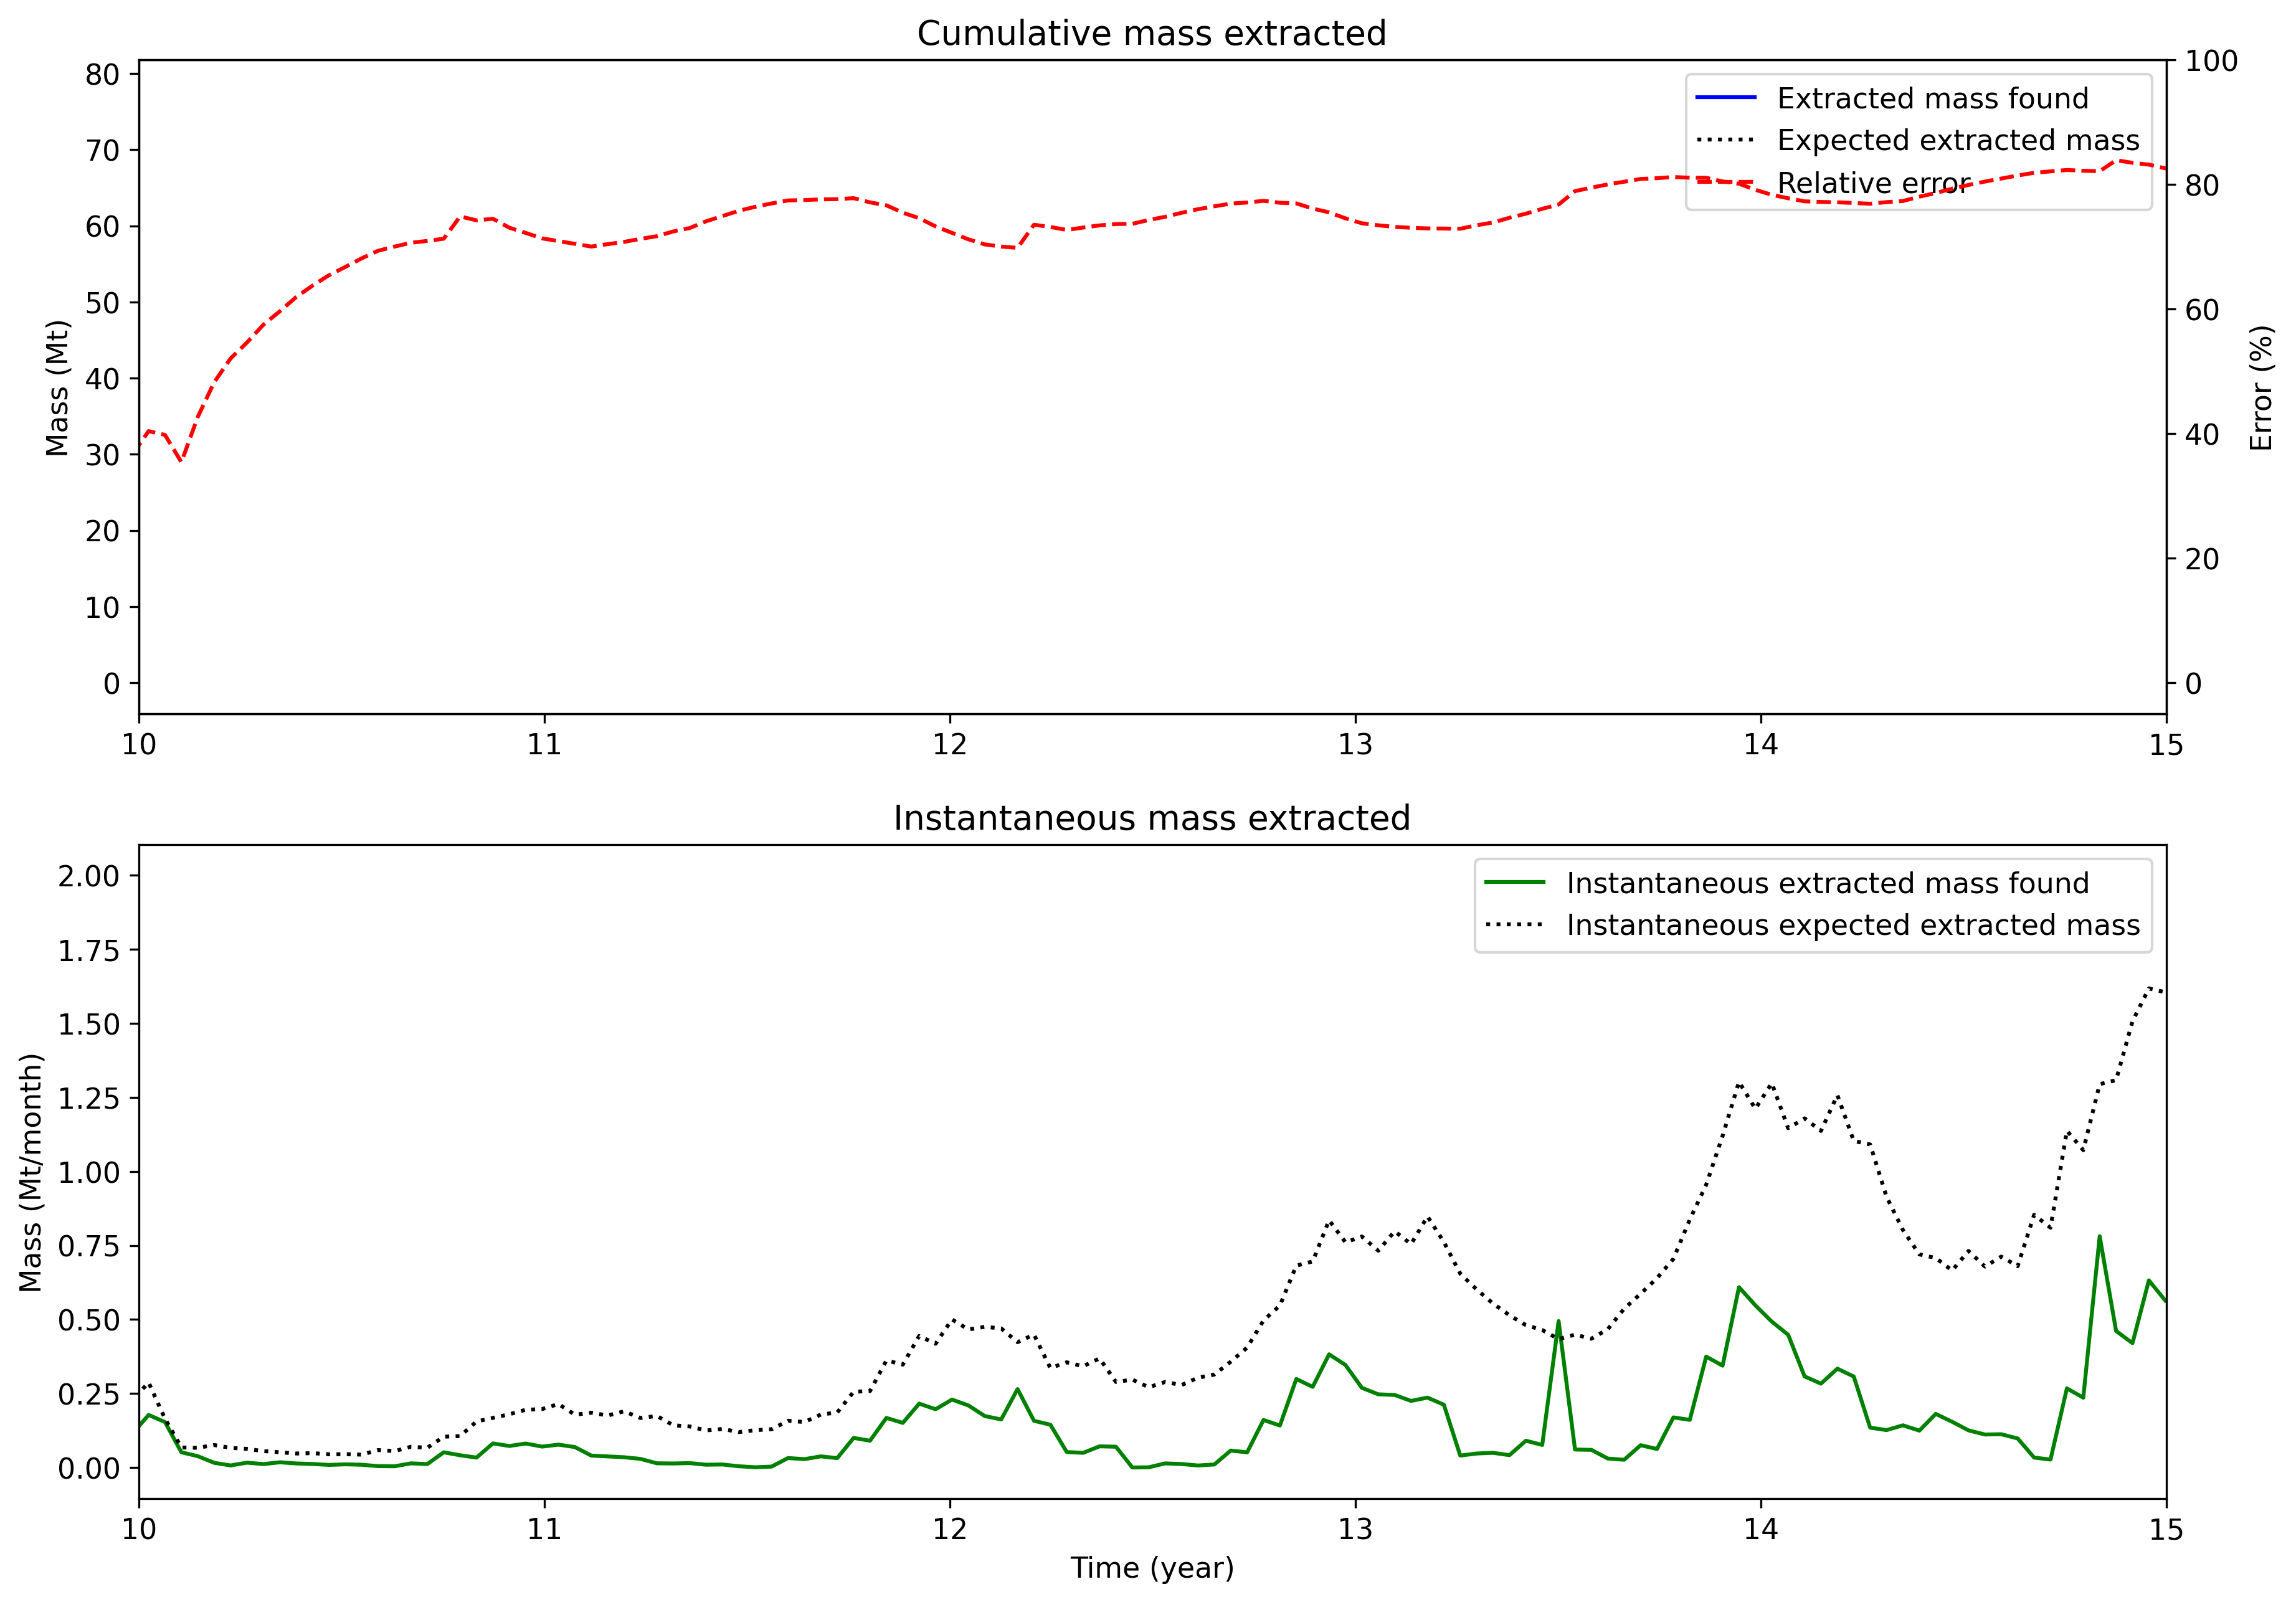 Cumulative mass extracted
80
70
60
50
40
30
20
10
0
Mass (Mt)
100
80
60
40
20
0
Error (%)
Extracted mass found
Expected extracted mass
Relative error
10 11 12 13 14 15
Instantaneous mass extracted
2.00
1.75
1.50
1.25
1.00
0.75
0.50
0.25
0.00
Mass (Mt/month)
Instantaneous extracted mass found
Instantaneous expected extracted mass
10 11 12 13 14 15
Time (year)